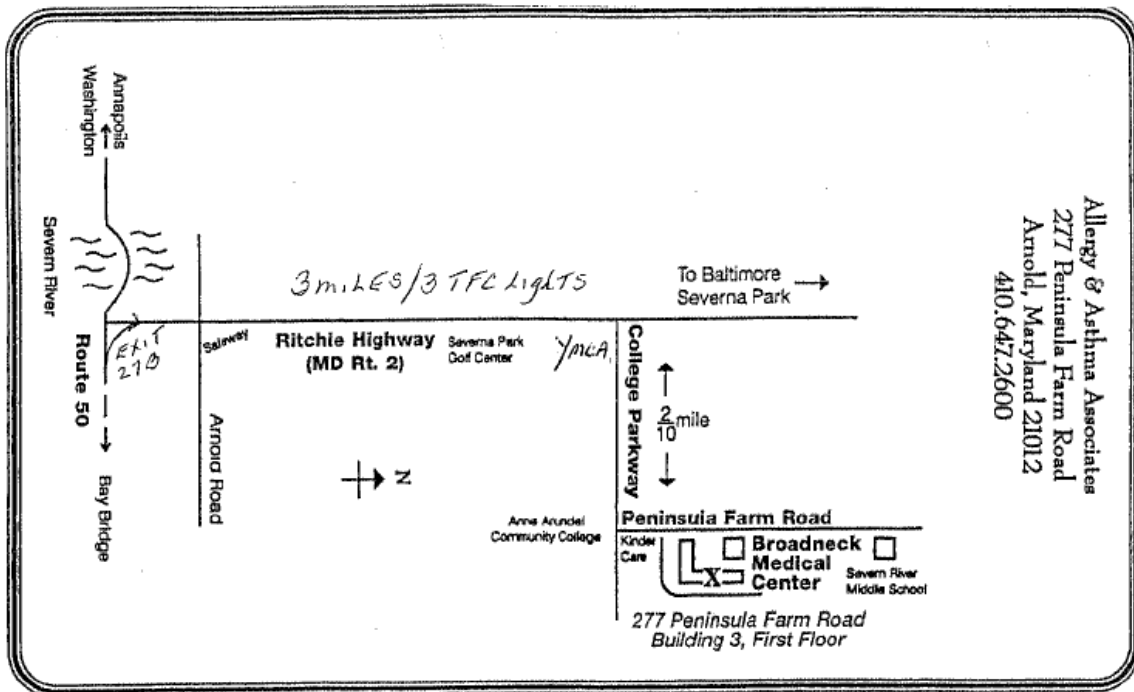 Allergy & Asthma Associates
277 Peninsula Farm Road
Arnold, Maryland 21012
410.647.2600
Annapolis
Washington
Severn River
Route 50
EXIT
27B
Bay Bridge
Safeway
Arnold Road
3 miLES/3 TFC LigHTS
Ritchie Highway
(MD Rt. 2)
Severna Park
Golf Center
YMCA
To Baltimore
Severna Park
College Parkway
2/10 mile
N
Anne Arundel
Community College
Peninsula Farm Road
Kinder
Care
Broadneck
Medical
Center
X
Severn River
Middle School
277 Peninsula Farm Road
Building 3, First Floor